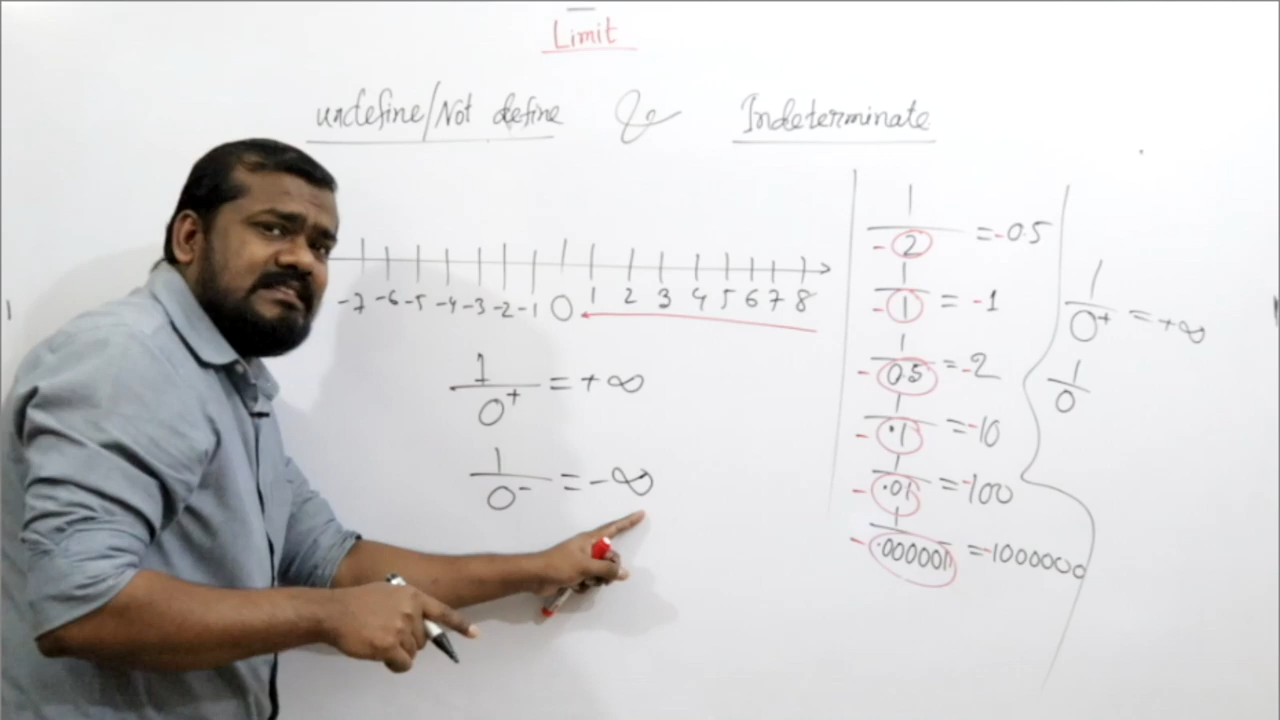 Limit
undefine/Not define & Indeterminate
-7 -6 -5 -4 -3 -2 -1 0 1 2 3 4 5 6 7 8
1/0⁺ = +∞
1/0⁻ = -∞
1/-2 = -0.5
1/-1 = -1
1/-0.5 = -2
1/-.1 = -10
1/-.01 = -100
1/-.000001 = -1000000
1/0⁺ = +∞
1/0